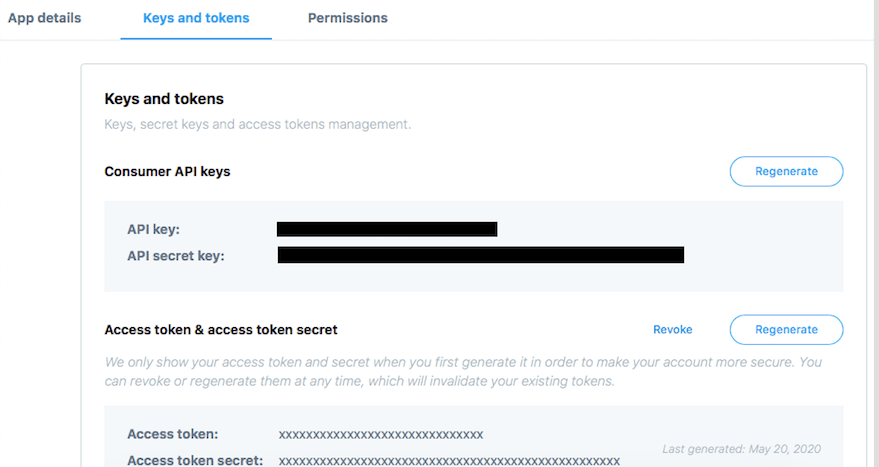 App details Keys and tokens Permissions
Keys and tokens
Keys, secret keys and access tokens management.
Consumer API keys Regenerate
API key:
API secret key:
Access token & access token secret Revoke Regenerate
We only show your access token and secret when you first generate it in order to make your account more secure. You
can revoke or regenerate them at any time, which will invalidate your existing tokens.
Access token: xxxxxxxxxxxxxxxxxxxxxxxxxxxxxx
Last generated: May 20, 2020
Access token secret: xxxxxxxxxxxxxxxxxxxxxxxxxxxxxxxxxxxxxxxxxxxxxxxxxx